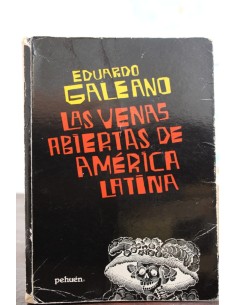 EDUARDO
GALEANO
LAS VENAS
ABIERTAS DE
AMÉRICA
LATINA
pehuén